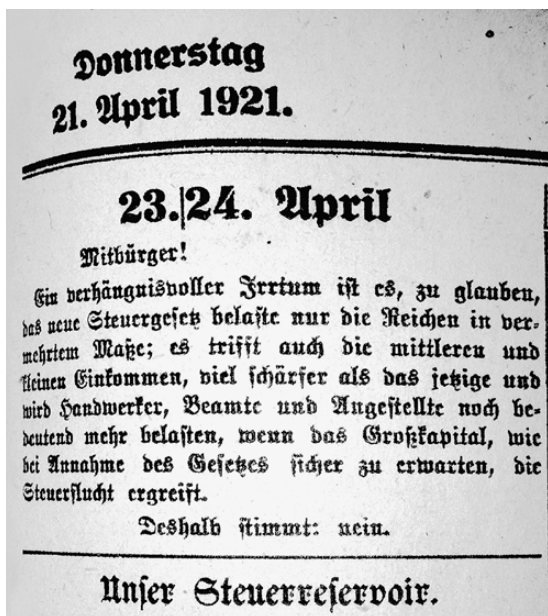 Donnerstag
21. April 1921.
23./24. April
Mitbürger!
Ein verhängnisvoller Irrtum ist es, zu glauben,
das neue Steuergesetz belaste nur die Reichen in ver-
mehrtem Maße; es trifft auch die mittleren und
kleinen Einkommen, viel schärfer als das jetzige und
wird Handwerker, Beamte und Angestellte noch be-
deutend mehr belasten, wenn das Großkapital, wie
bei Annahme des Gesetzes sicher zu erwarten, die
Steuerflucht ergreift.
Deshalb stimmt: nein.
Unser Steuerreservoir.